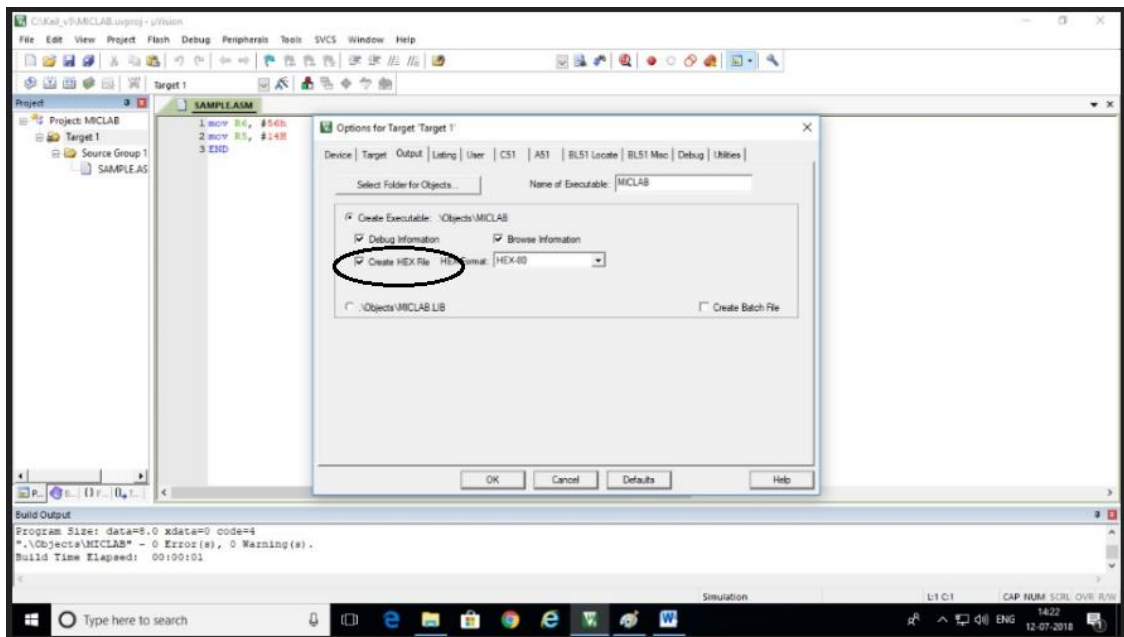 C:\Keil_v5\MICLAB.uvproj - µVision
File Edit View Project Flash Debug Peripherals Tools SVCS Window Help
Target 1
Project
SAMPLE.ASM
Project: MICLAB
Target 1
Source Group 1
SAMPLE.AS
1 mov R6, #56h
2 mov R5, #14H
3 END
Options for Target 'Target 1'
Device Target Output Listing User C51 A51 BL51 Locate BL51 Misc Debug Utilities
Select Folder for Objects... Name of Executable: MICLAB
Create Executable: .\Objects\MICLAB
Debug Information Browse Information
Create HEX File HEX Format: HEX-80
.\Objects\MICLAB.LIB Create Batch File
OK Cancel Defaults Help
P... B... {} F... 0 T...
Build Output
Program Size: data=8.0 xdata=0 code=4
".\Objects\MICLAB" - 0 Error(s), 0 Warning(s).
Build Time Elapsed: 00:00:01
Simulation L:1 C:1 CAP NUM SCRL OVR R/W
Type here to search
ENG
14:22
12-07-2018